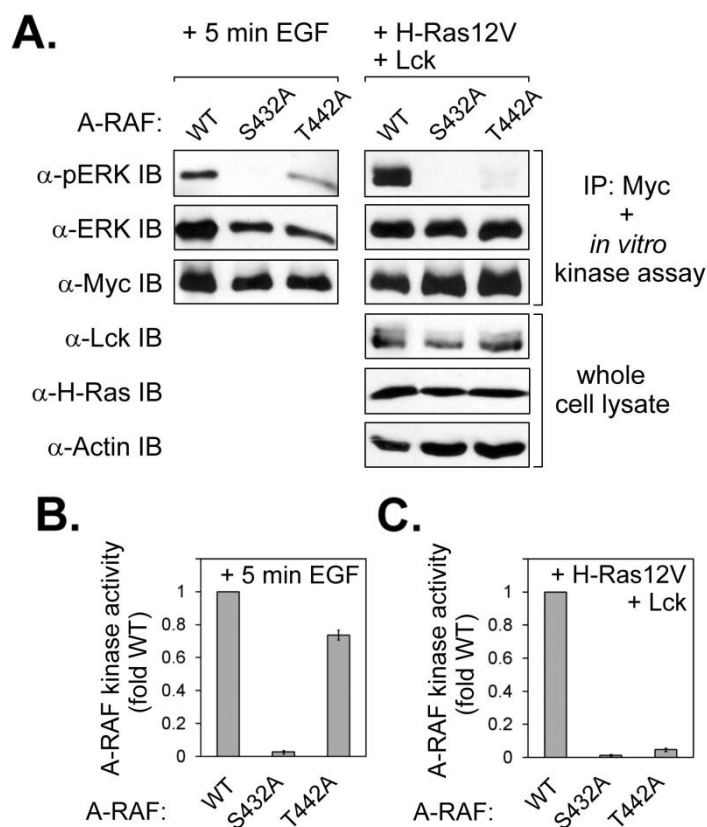 A.
+ 5 min EGF
+ H-Ras12V
+ Lck
A-RAF: WT S432A T442A WT S432A T442A
α-pERK IB
α-ERK IB
α-Myc IB
IP: Myc
+
in vitro
kinase assay
α-Lck IB
α-H-Ras IB
α-Actin IB
whole
cell lysate
B.
A-RAF kinase activity
(fold WT)
+ 5 min EGF
1
0.8
0.6
0.4
0.2
0
A-RAF: WT S432A T442A
C.
A-RAF kinase activity
(fold WT)
+ H-Ras12V
+ Lck
1
0.8
0.6
0.4
0.2
0
A-RAF: WT S432A T442A